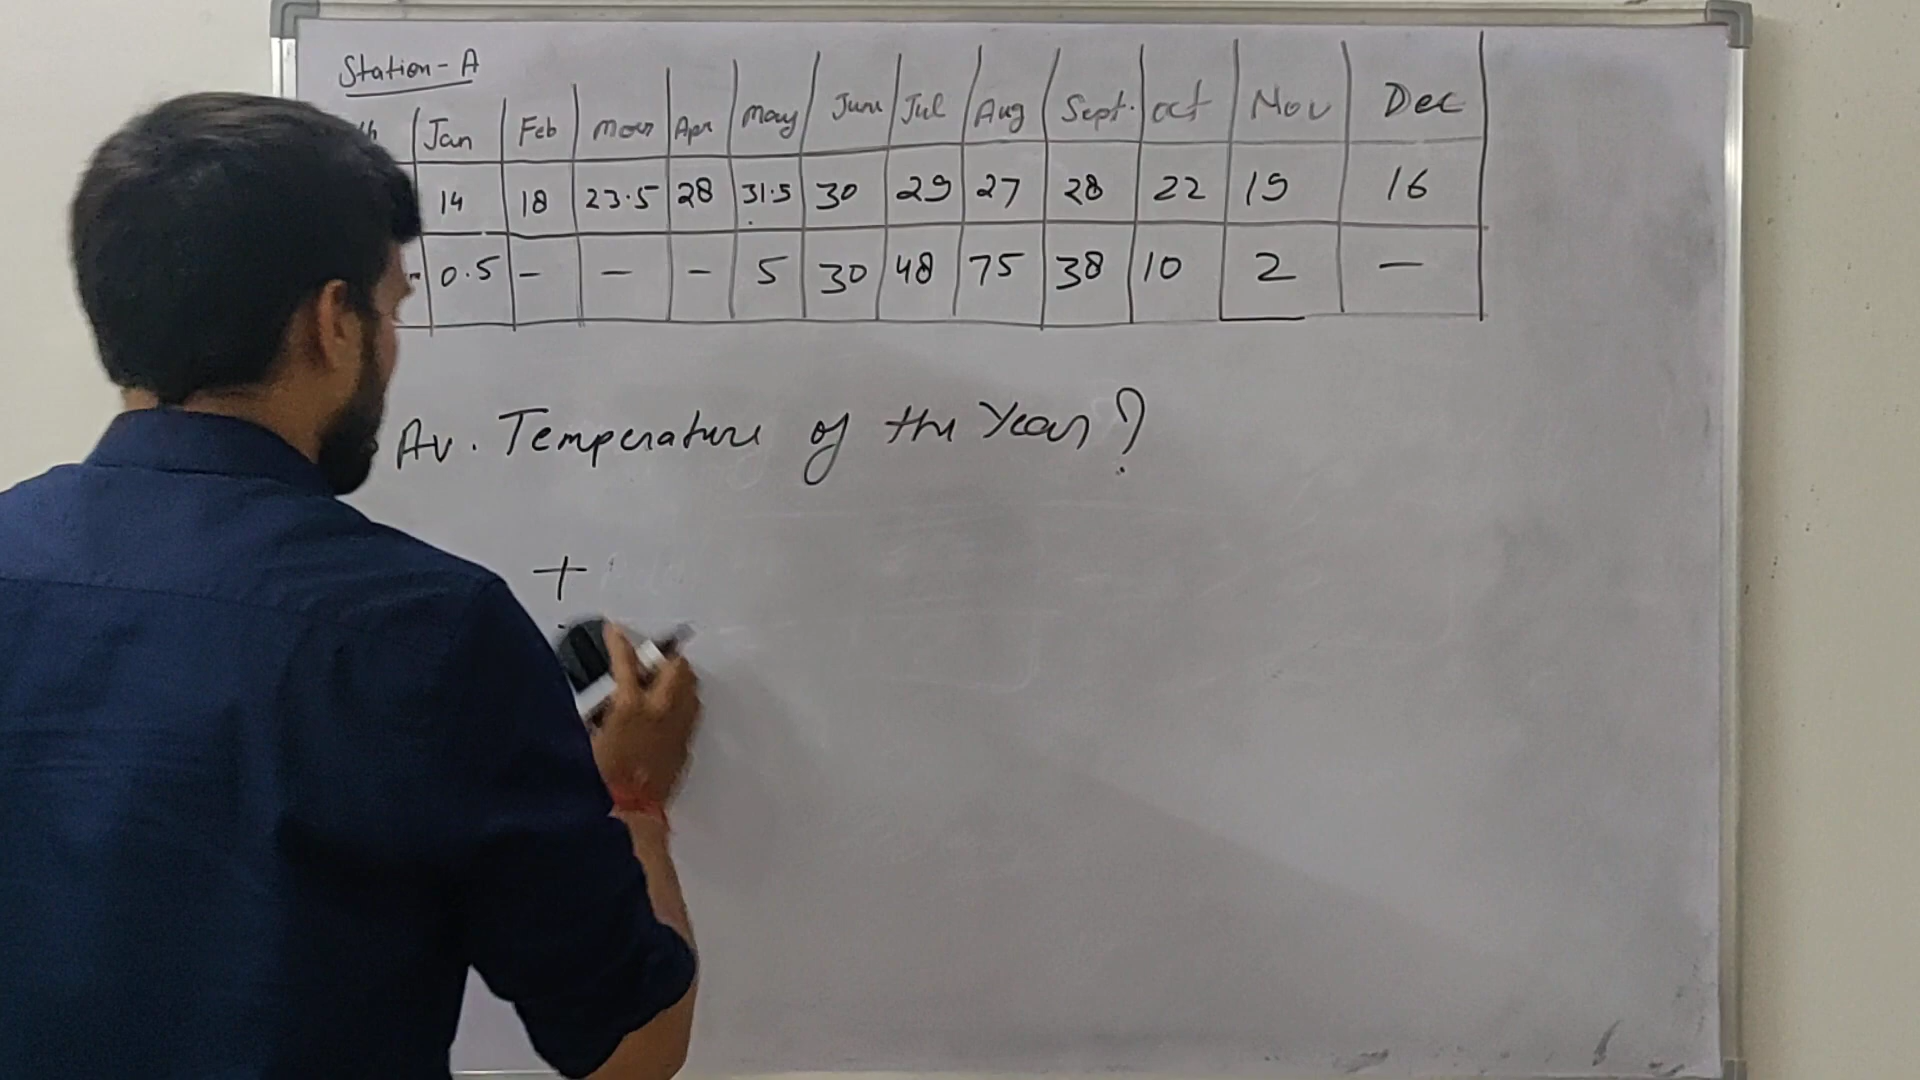 Station-A
Jan Feb Mar Apr May June Jul Aug Sept. Oct Nov Dec
14 18 23.5 28 31.5 30 29 27 28 22 19 16
0.5 - - - 5 30 48 75 38 10 2 -
Av. Temperature of the Year?
+